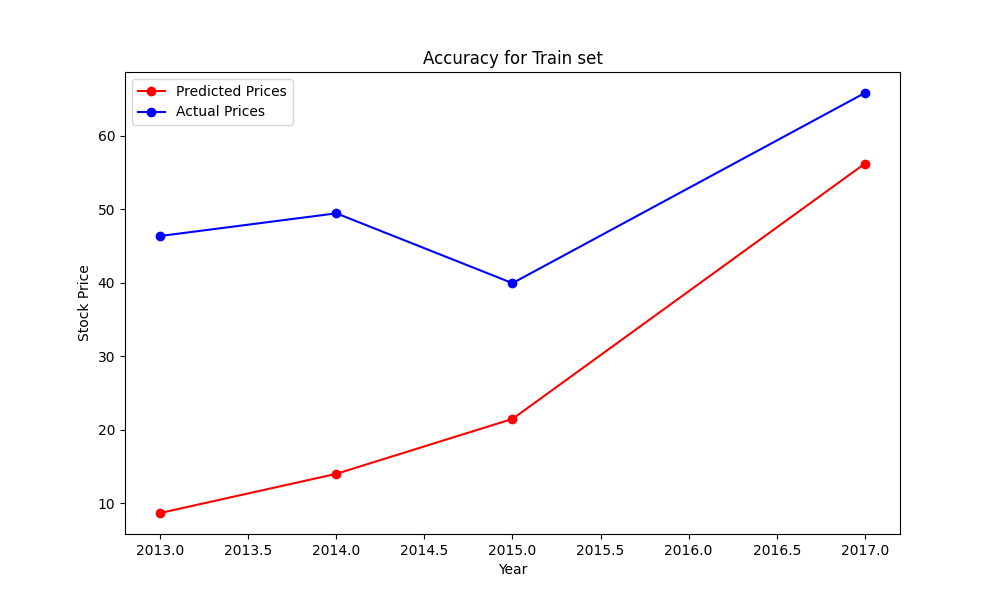 Accuracy for Train set
Predicted Prices
Actual Prices
60
50
40
30
20
10
Stock Price
2013.0 2013.5 2014.0 2014.5 2015.0 2015.5 2016.0 2016.5 2017.0
Year